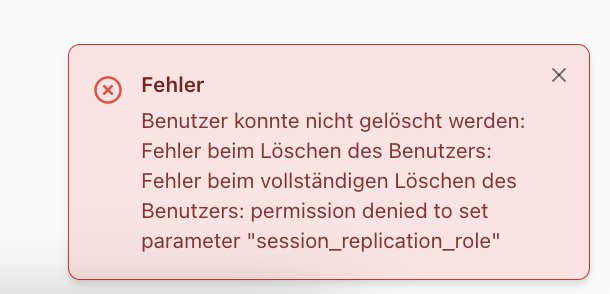 Fehler
Benutzer konnte nicht gelöscht werden:
Fehler beim Löschen des Benutzers:
Fehler beim vollständigen Löschen des
Benutzers: permission denied to set
parameter "session_replication_role"